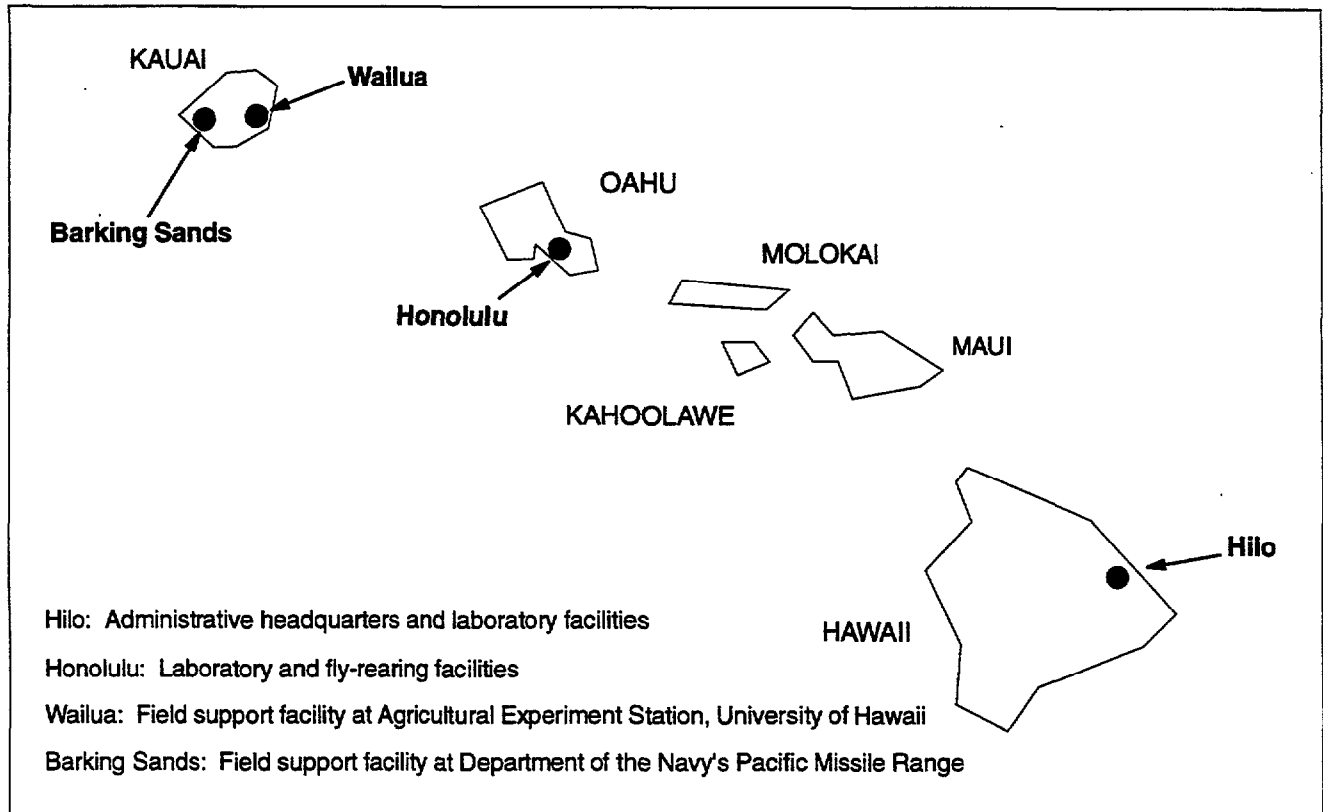 KAUAI
Wailua
OAHU
Barking Sands
MOLOKAI
Honolulu
MAUI
KAHOOLAWE
Hilo
Hilo: Administrative headquarters and laboratory facilities
HAWAII
Honolulu: Laboratory and fly-rearing facilities
Wailua: Field support facility at Agricultural Experiment Station, University of Hawaii
Barking Sands: Field support facility at Department of the Navy's Pacific Missile Range